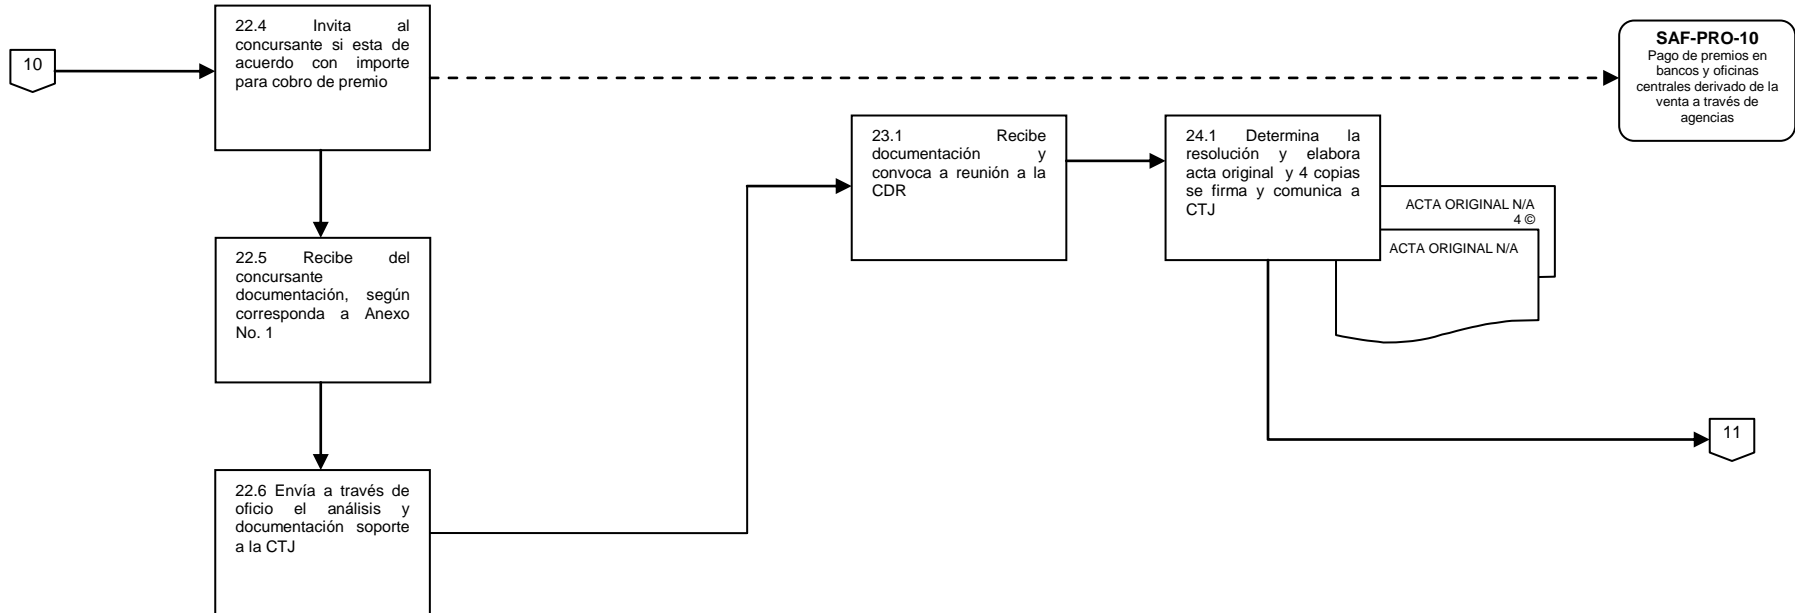 10
22.4 Invita al
concursante si esta de
acuerdo con importe
para cobro de premio
SAF-PRO-10
Pago de premios en
bancos y oficinas
centrales derivado de la
venta a través de
agencias
22.5 Recibe del
concursante
documentación, según
corresponda a Anexo
No. 1
22.6 Envía a través de
oficio el análisis y
documentación soporte
a la CTJ
23.1 Recibe
documentación y
convoca a reunión a la
CDR
24.1 Determina la
resolución y elabora
acta original y 4 copias
se firma y comunica a
CTJ
ACTA ORIGINAL N/A
4 ©
ACTA ORIGINAL N/A
11